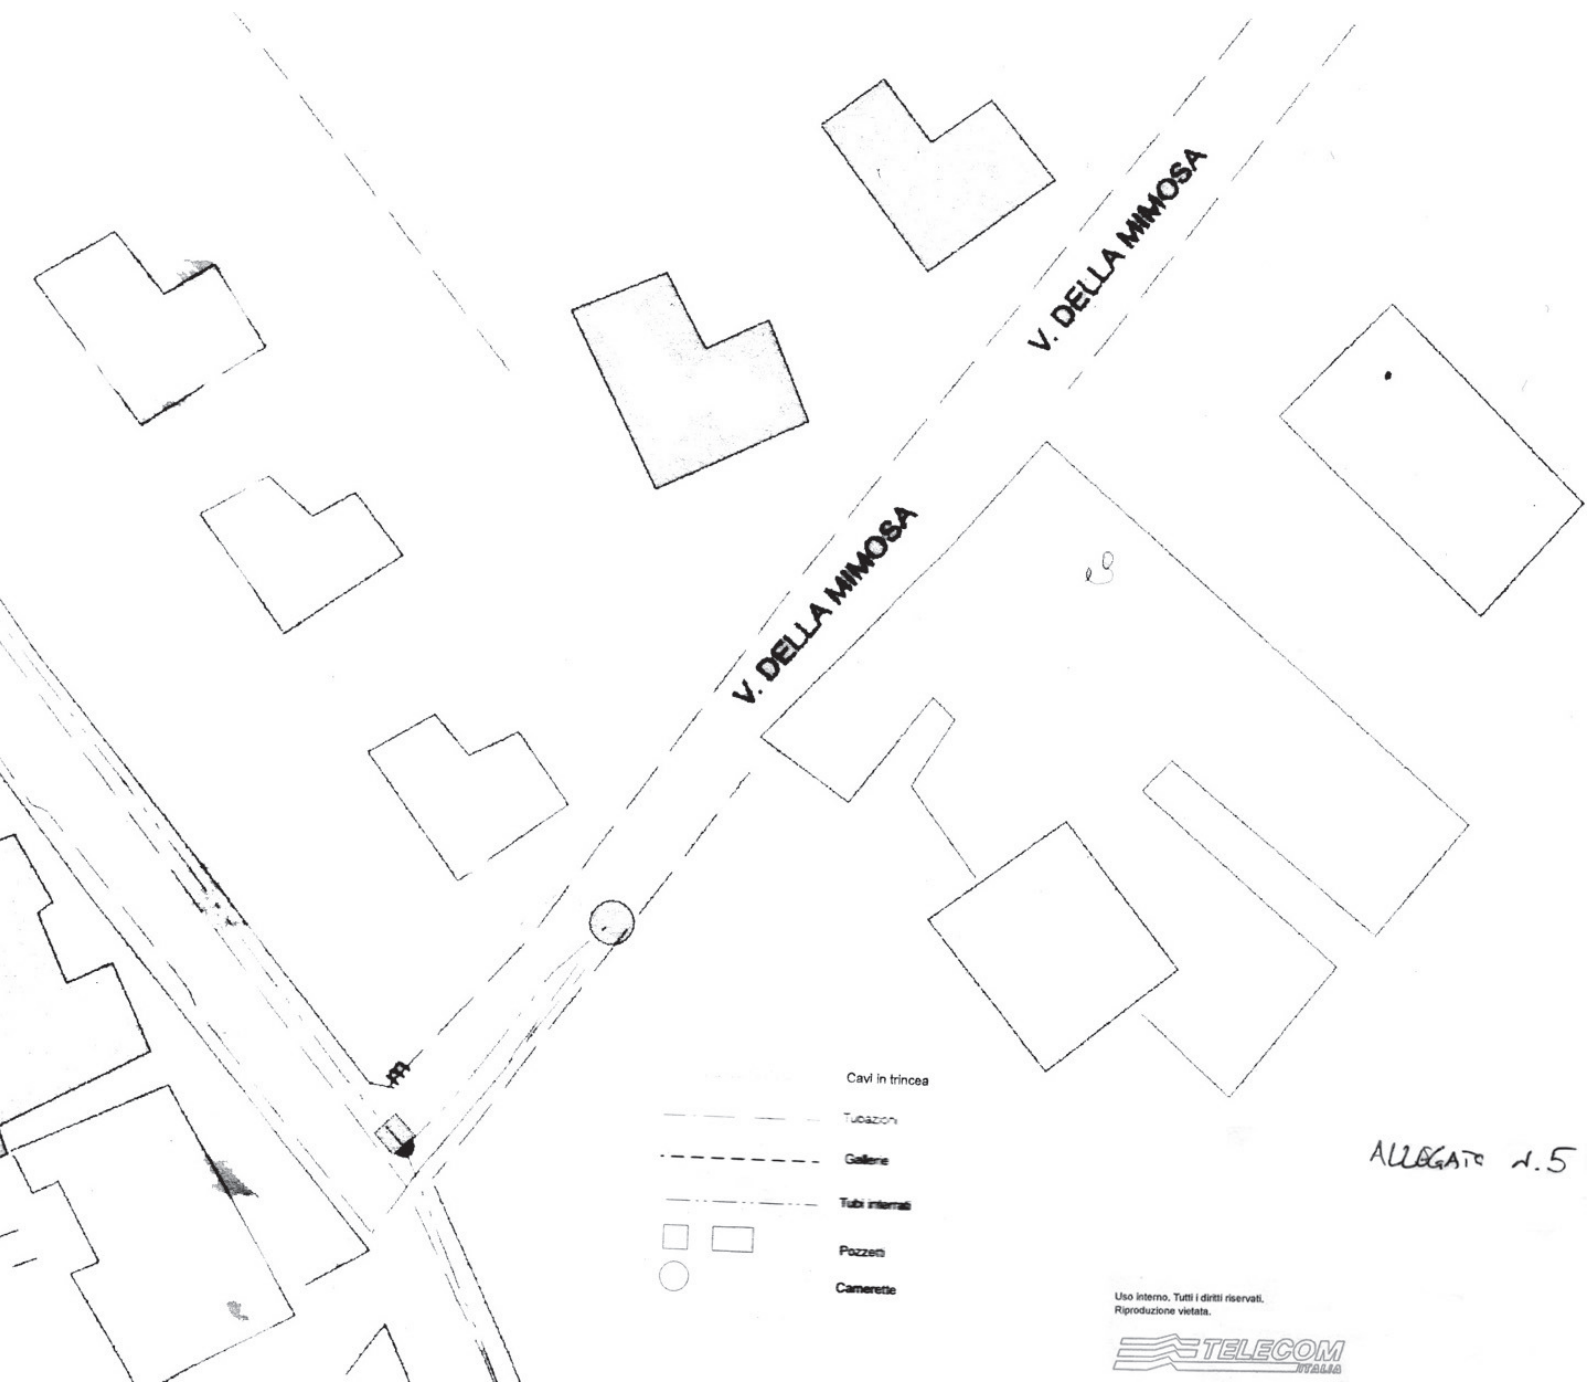 V. DELLA MIMOSA
V. DELLA MIMOSA
Cavi in trincea
Tubazioni
Gallerie
Tubi interrati
Pozzetti
Camerette
ALLEGATO N.5
Uso interno. Tutti i diritti riservati.
Riproduzione vietata.
TELECOM
ITALIA